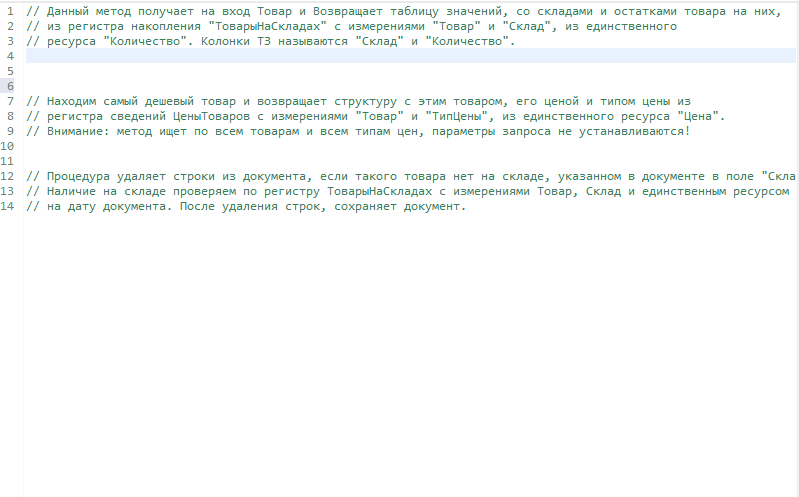 1 // Данный метод получает на вход Товар и Возвращает таблицу значений, со складами и остатками товара на них,
2 // из регистра накопления "ТоварыНаСкладах" с измерениями "Товар" и "Склад", из единственного
3 // ресурса "Количество". Колонки ТЗ называются "Склад" и "Количество".
4
5
6
7 // Находим самый дешевый товар и возвращает структуру с этим товаром, его ценой и типом цены из
8 // регистра сведений ЦеныТоваров с измерениями "Товар" и "ТипЦены", из единственного ресурса "Цена".
9 // Внимание: метод ищет по всем товарам и всем типам цен, параметры запроса не устанавливаются!
10
11
12 // Процедура удаляет строки из документа, если такого товара нет на складе, указанном в документе в поле "Скла
13 // Наличие на складе проверяем по регистру ТоварыНаСкладах с измерениями Товар, Склад и единственным ресурсом
14 // на дату документа. После удаления строк, сохраняет документ.